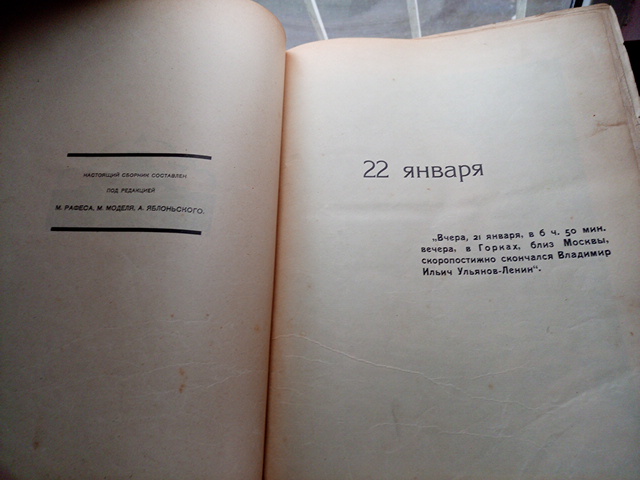 НАСТОЯЩИЙ СБОРНИК СОСТАВЛЕН
ПОД РЕДАКЦИЕЙ
М. РАФЕСА, М. МОДЕЛЯ, А. ЯБЛОНЬСКОГО.
22 января
„Вчера, 21 января, в 6 ч. 50 мин.
вечера, в Горках, близ Москвы,
скоропостижно скончался Владимир
Ильич Ульянов-Ленин“.